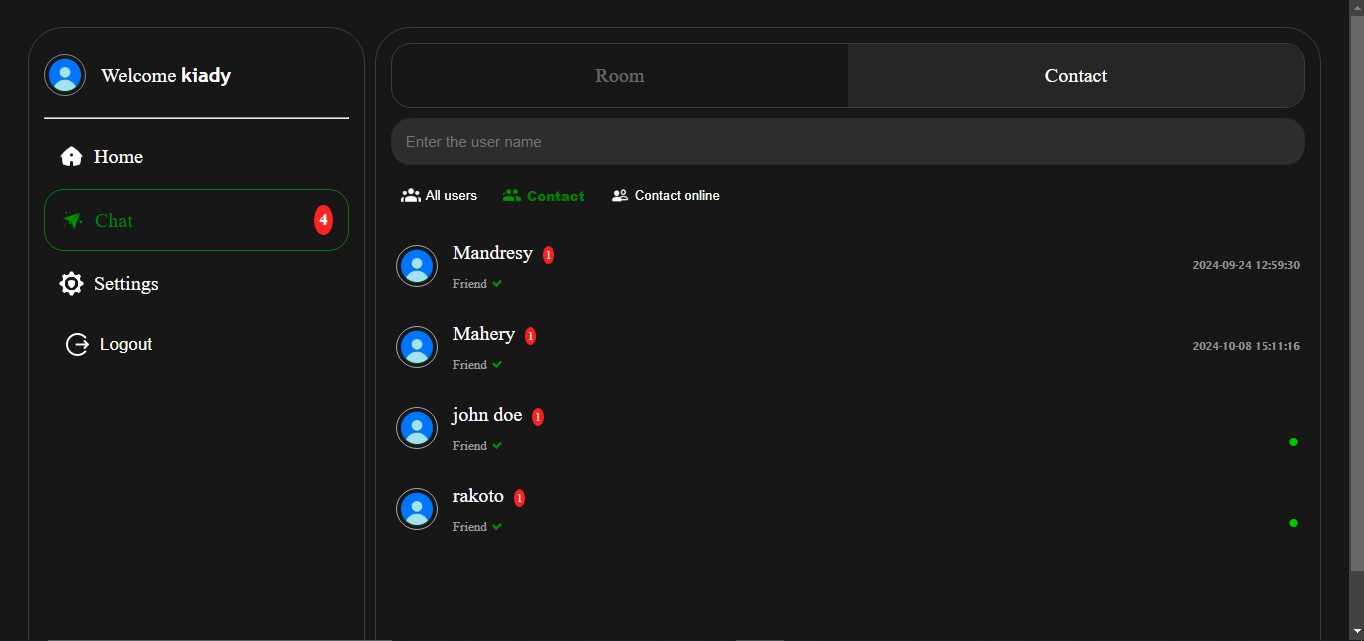 Welcome kiady
Home
Chat 4
Settings
Logout
Room Contact
Enter the user name
All users Contact Contact online
Mandresy 1
Friend
2024-09-24 12:59:30
Mahery 1
Friend
2024-10-08 15:11:16
john doe 1
Friend
rakoto 1
Friend